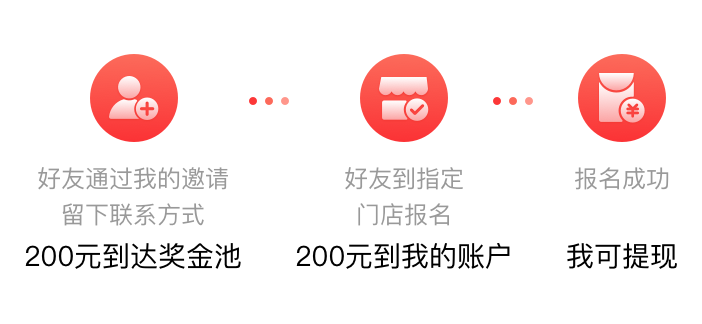 好友通过我的邀请
留下联系方式
200元到达奖金池
好友到指定
门店报名
200元到我的账户
报名成功
我可提现